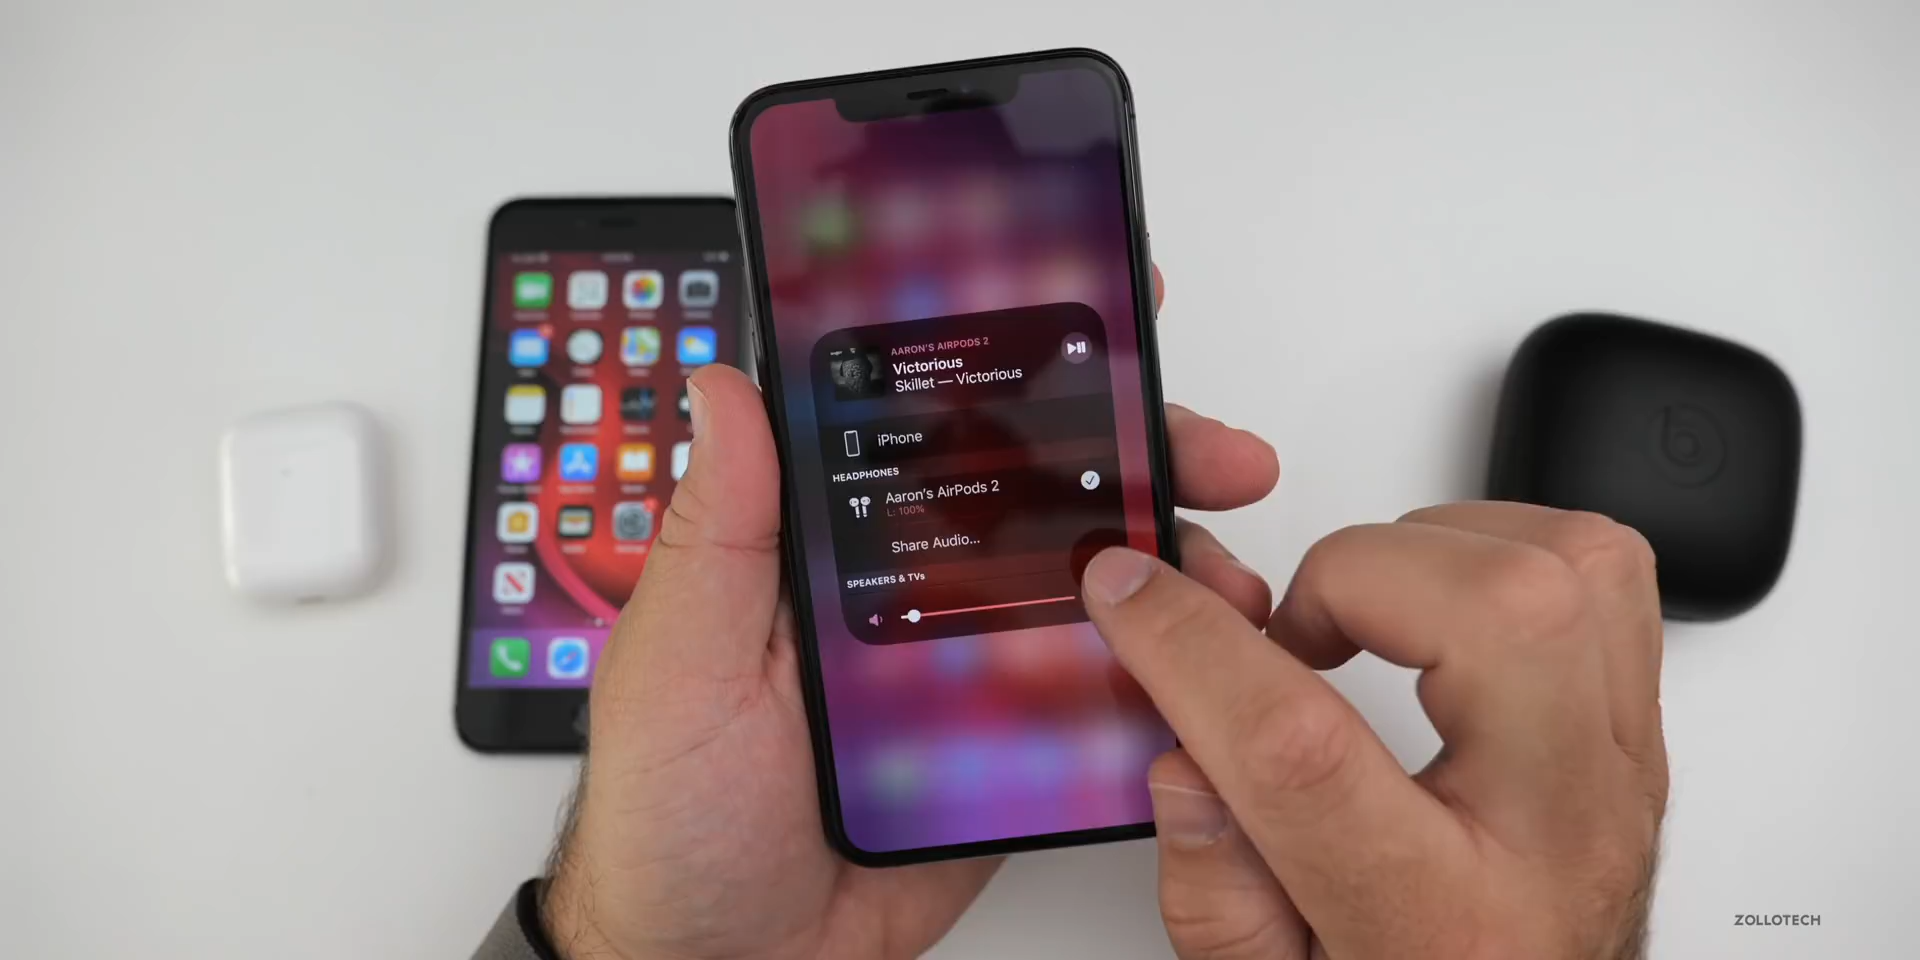 AARON'S AIRPODS 2
Victorious
Skillet — Victorious
iPhone
HEADPHONES
Aaron's AirPods 2
L: 100%
Share Audio...
SPEAKERS & TVs
ZOLLOTECH